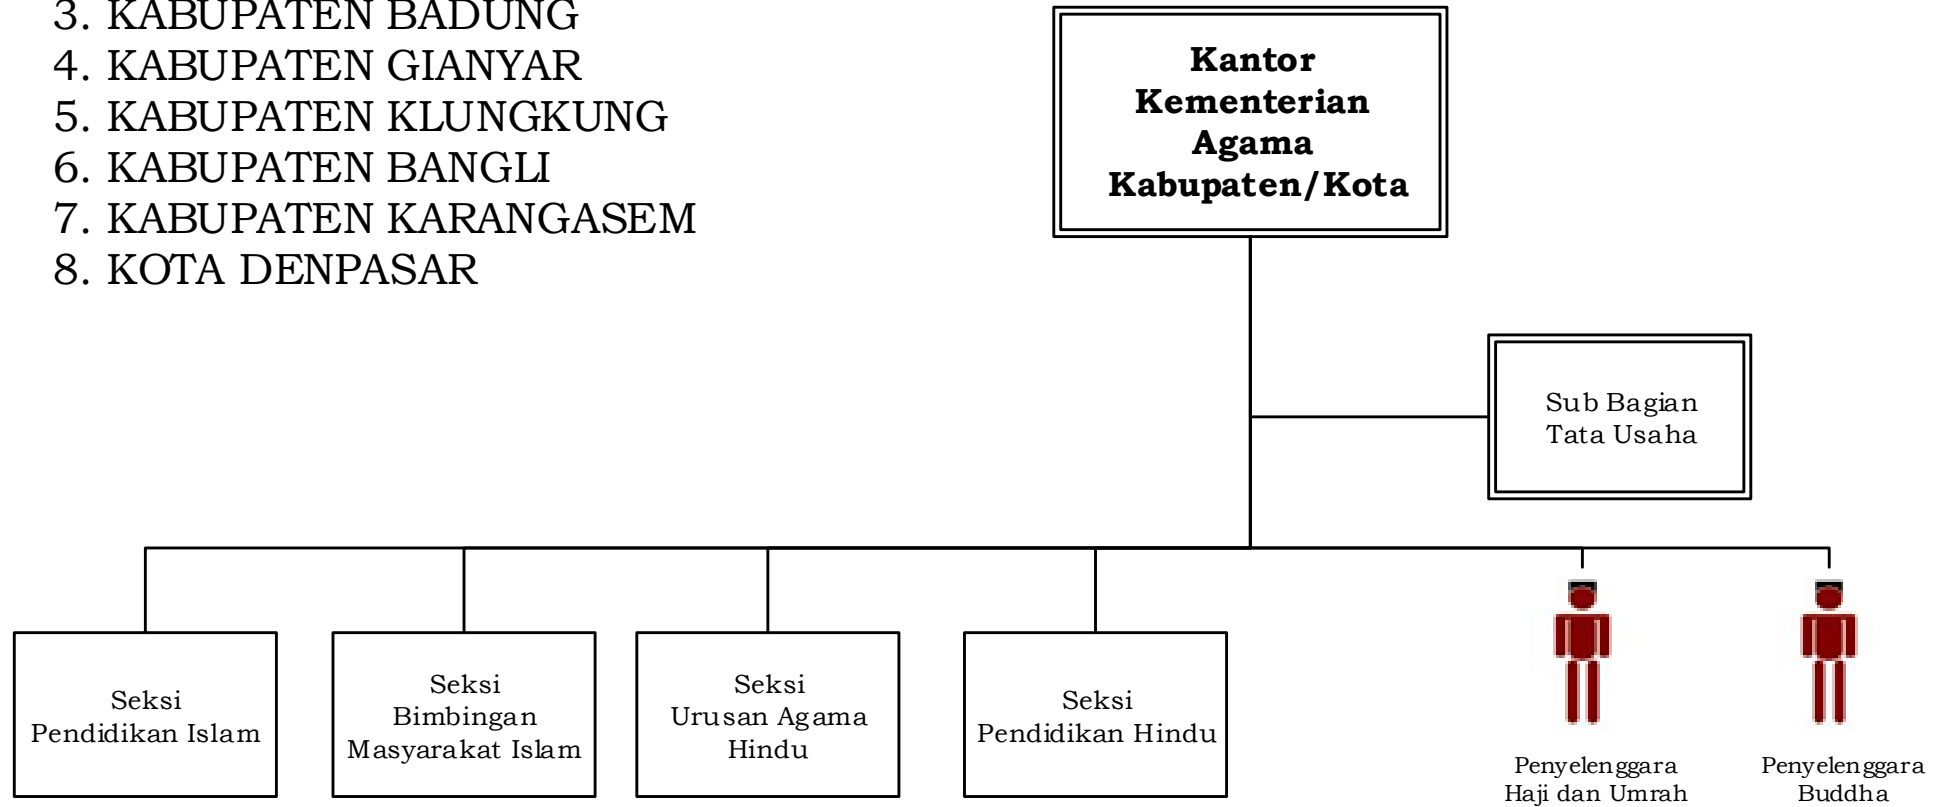 3. KABUPATEN BADUNG
4. KABUPATEN GIANYAR
5. KABUPATEN KLUNGKUNG
6. KABUPATEN BANGLI
7. KABUPATEN KARANGASEM
8. KOTA DENPASAR
Kantor
Kementerian
Agama
Kabupaten/Kota
Sub Bagian
Tata Usaha
Seksi
Pendidikan Islam
Seksi
Bimbingan
Masyarakat Islam
Seksi
Urusan Agama
Hindu
Seksi
Pendidikan Hindu
Penyelenggara
Haji dan Umrah
Penyelenggara
Buddha